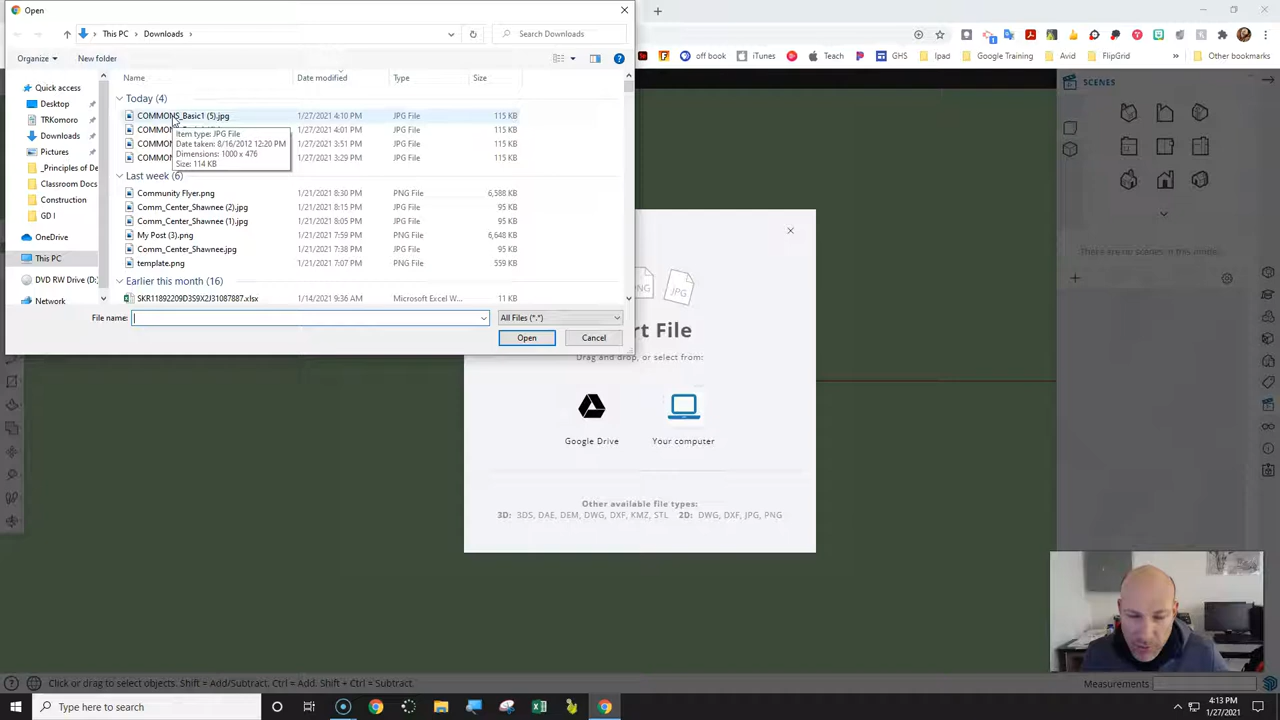 Open
This PC > Downloads >
Search Downloads
Organize
New folder
Name
Date modified
Type
Size
Quick access
Desktop
TRKomoro
Downloads
Pictures
_Principles of De
Classroom Docs
Construction
GD I
OneDrive
This PC
DVD RW Drive (D:
Network
Today (4)
COMMONS_Basic1 (5).jpg 1/27/2021 4:10 PM JPG File 115 KB
COMMON 1/27/2021 4:01 PM JPG File 115 KB
COMMON 1/27/2021 3:51 PM JPG File 115 KB
COMMON 1/27/2021 3:29 PM JPG File 115 KB
Item type: JPG File
Date taken: 8/16/2012 12:20 PM
Dimensions: 1000 x 476
Size: 114 KB
Last week (6)
Community Flyer.png 1/21/2021 8:30 PM PNG File 6,588 KB
Comm_Center_Shawnee (2).jpg 1/21/2021 8:15 PM JPG File 95 KB
Comm_Center_Shawnee (1).jpg 1/21/2021 8:05 PM JPG File 95 KB
My Post (3).png 1/21/2021 7:59 PM PNG File 6,648 KB
Comm_Center_Shawnee.jpg 1/21/2021 7:38 PM JPG File 95 KB
template.png 1/21/2021 7:07 PM PNG File 559 KB
Earlier this month (16)
SKR11892209D3S9X2J31087887.xlsx 1/14/2021 9:36 AM Microsoft Excel W... 11 KB
File name:
All Files (*.*)
Open
Cancel
off book
iTunes
Teach
GHS
Ipad
Google Training
Avid
FlipGrid
Other bookmarks
SCENES
There are no scenes in this model.
PNG
JPG
rt File
Drag and drop, or select from:
Google Drive
Your computer
Other available file types:
3D: 3DS, DAE, DEM, DWG, DXF, KMZ, STL 2D: DWG, DXF, JPG, PNG
Click or drag to select objects. Shift = Add/Subtract. Ctrl = Add. Shift + Ctrl = Subtract.
Measurements
Type here to search
4:13 PM
1/27/2021